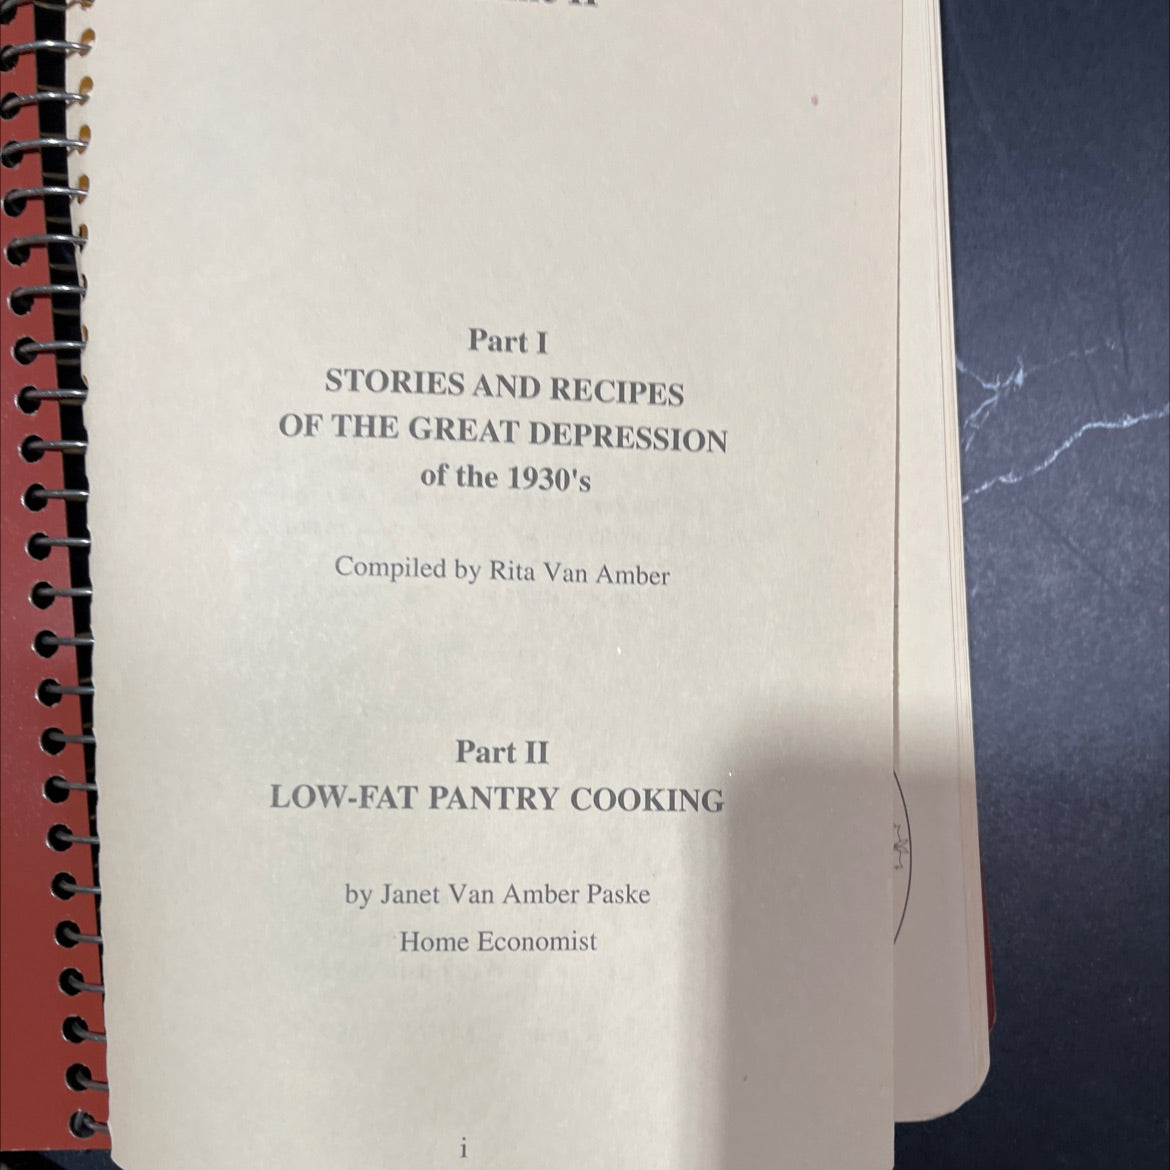 II
Part I
STORIES AND RECIPES
OF THE GREAT DEPRESSION
of the 1930's
Compiled by Rita Van Amber
Part II
LOW-FAT PANTRY COOKING
by Janet Van Amber Paske
Home Economist
i